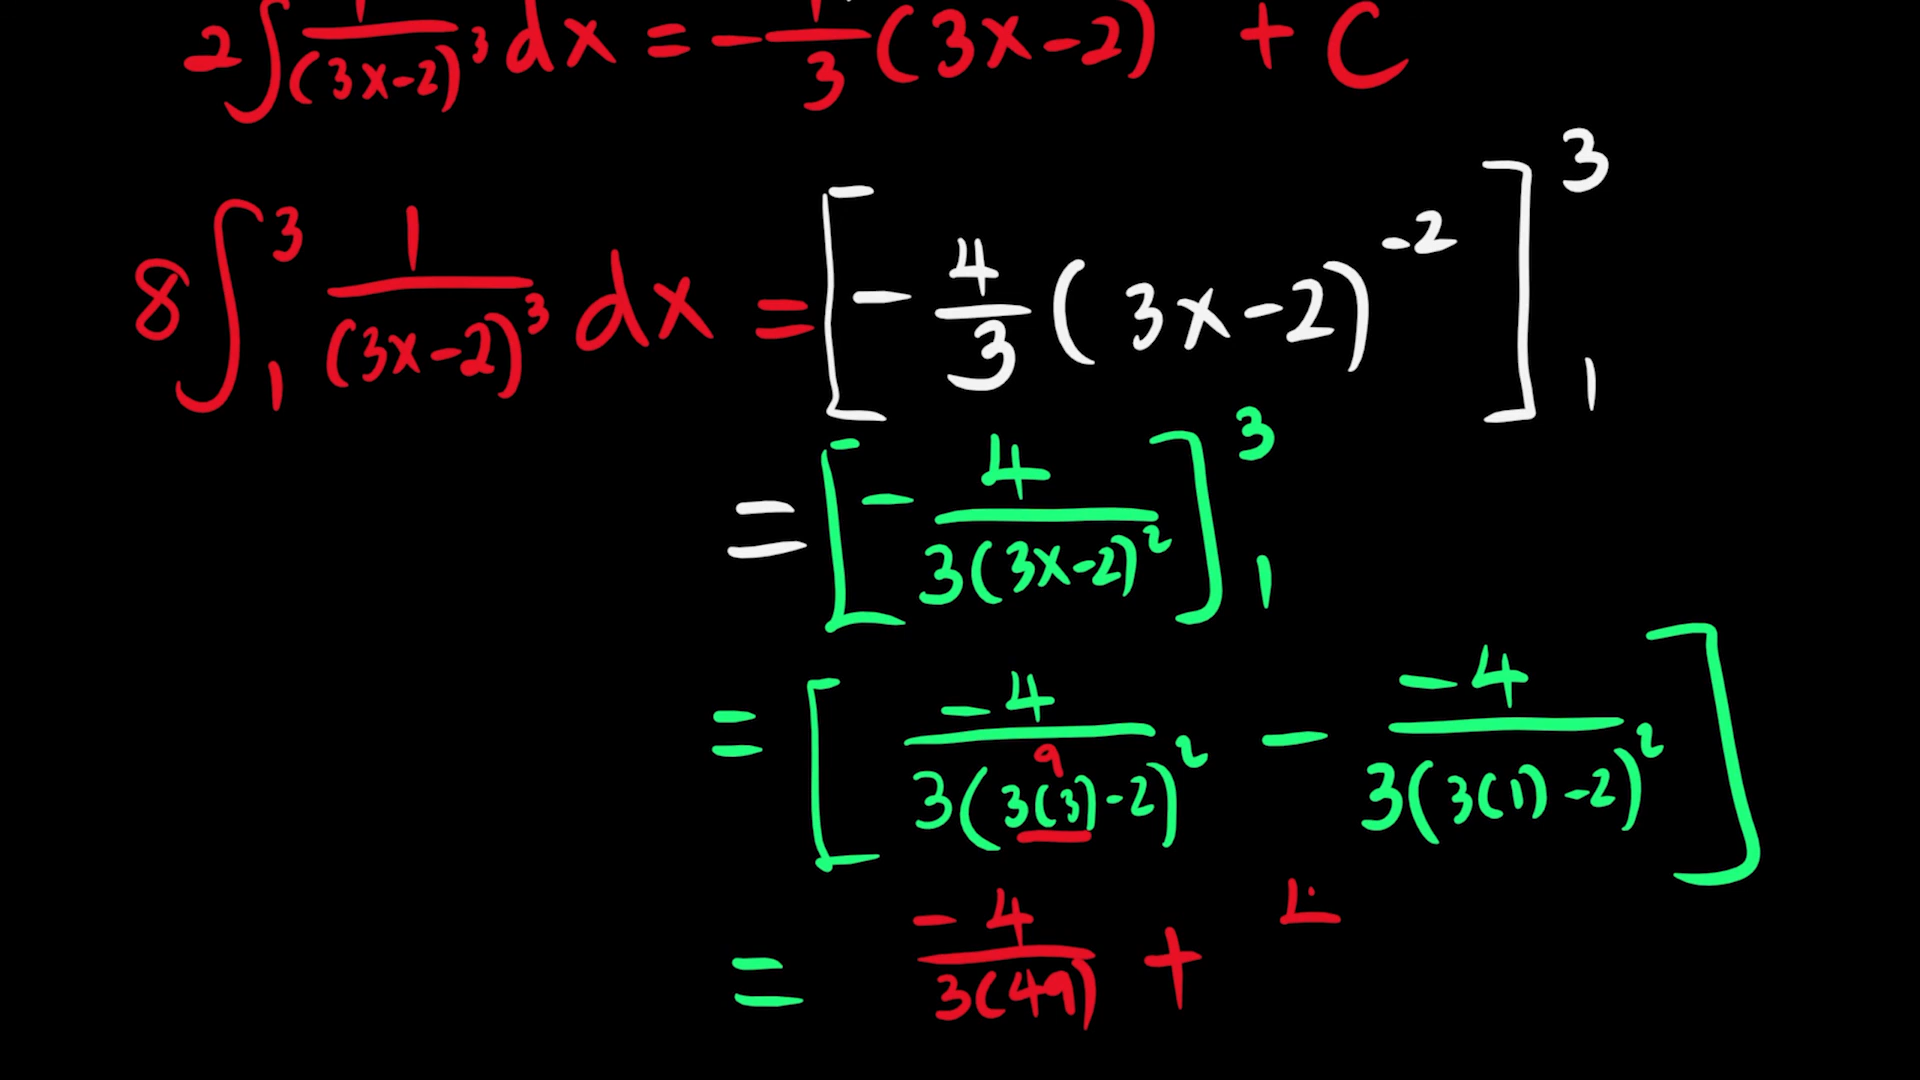 2∫1/(3x-2)³ dx = -1/3(3x-2) + C
8∫₁³ 1/(3x-2)³ dx = [-4/3(3x-2)⁻²]₁³
= [-4/3(3x-2)²]₁³
= [-4/3(3(3)-2)² - -4/3(3(1)-2)²]
9
= -4/3(49) +